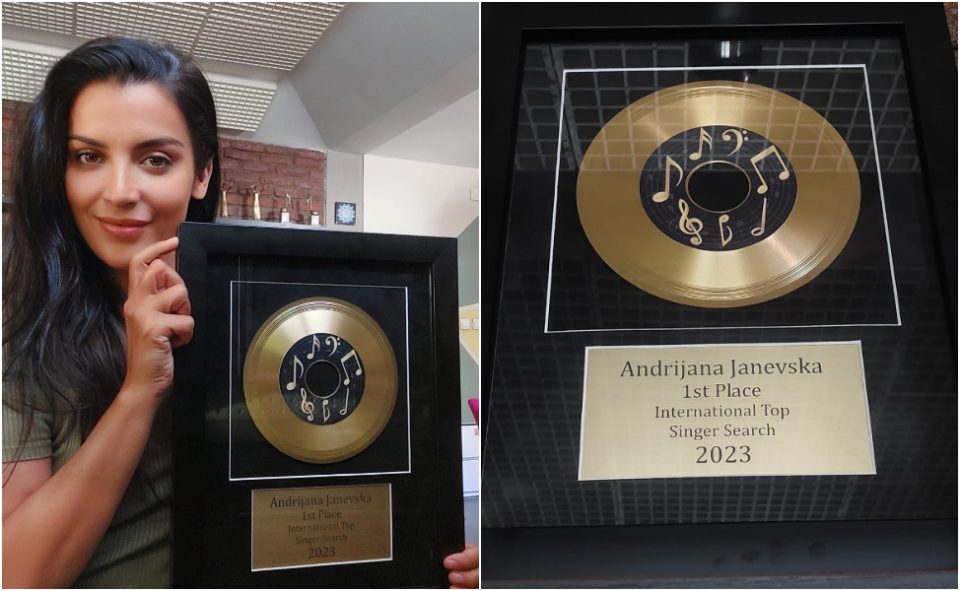 Andrijana Janevska
1st Place
International Top
Singer Search
2023
Andrijana Janevska
1st Place
International Top
Singer Search
2023